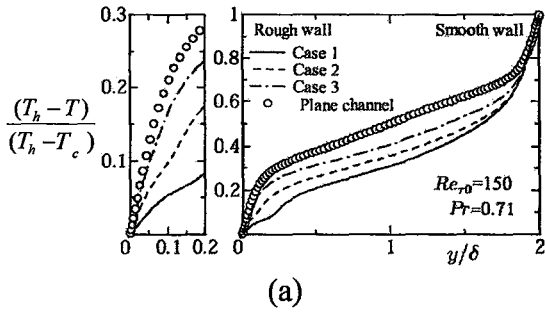 (a)
0.3
0.2
0.1
0
0 0.1 0.2
(T_h − T)
(T_h − T_c)
1
0.8
0.6
0.4
0.2
0
0 1 2
Rough wall Smooth wall
Case 1
Case 2
Case 3
Plane channel
Re_τ0=150
Pr=0.71
y/δ
(a)